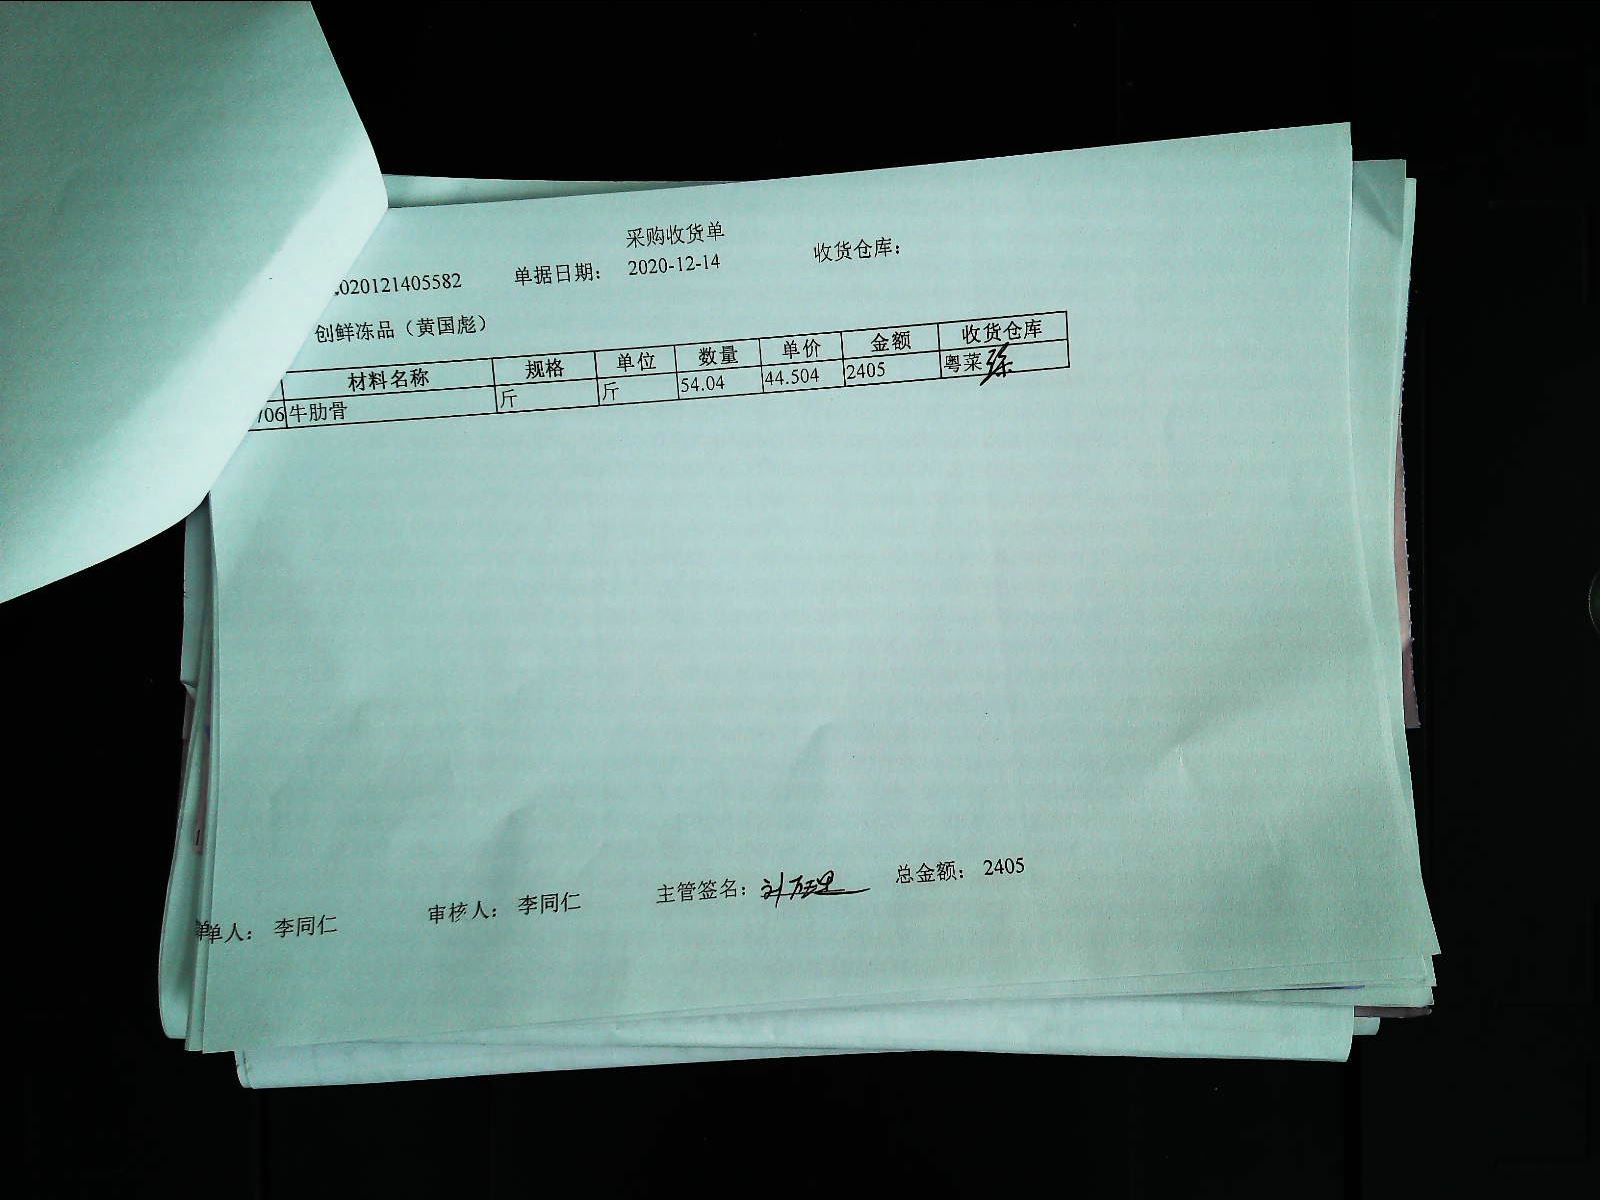 采购收货单
020121405582 单据日期： 2020-12-14 收货仓库：
创鲜冻品（黄国彪）
材料名称 规格 单位 数量 单价 金额 收货仓库
706 牛肋骨 斤 斤 54.04 44.504 2405 粤菜
单人： 李同仁 审核人： 李同仁 主管签名： 总金额： 2405